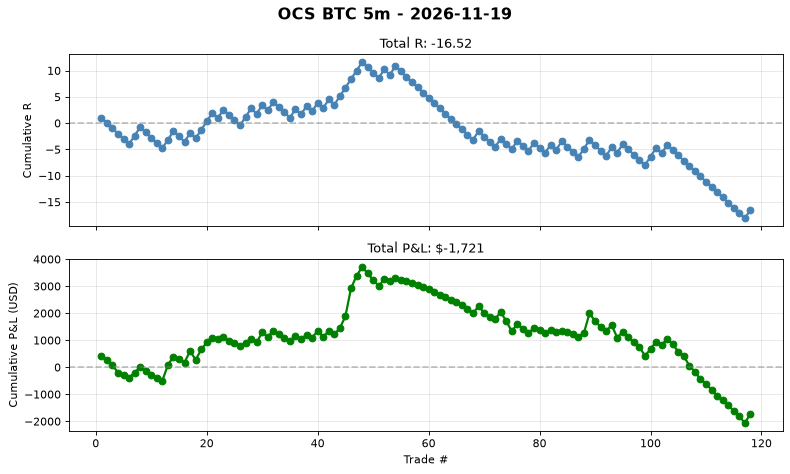 OCS BTC 5m - 2026-11-19
Total R: -16.52
Cumulative R
10
5
0
−5
−10
−15
Total P&L: $-1,721
Cumulative P&L (USD)
4000
3000
2000
1000
0
−1000
−2000
0 20 40 60 80 100 120
Trade #